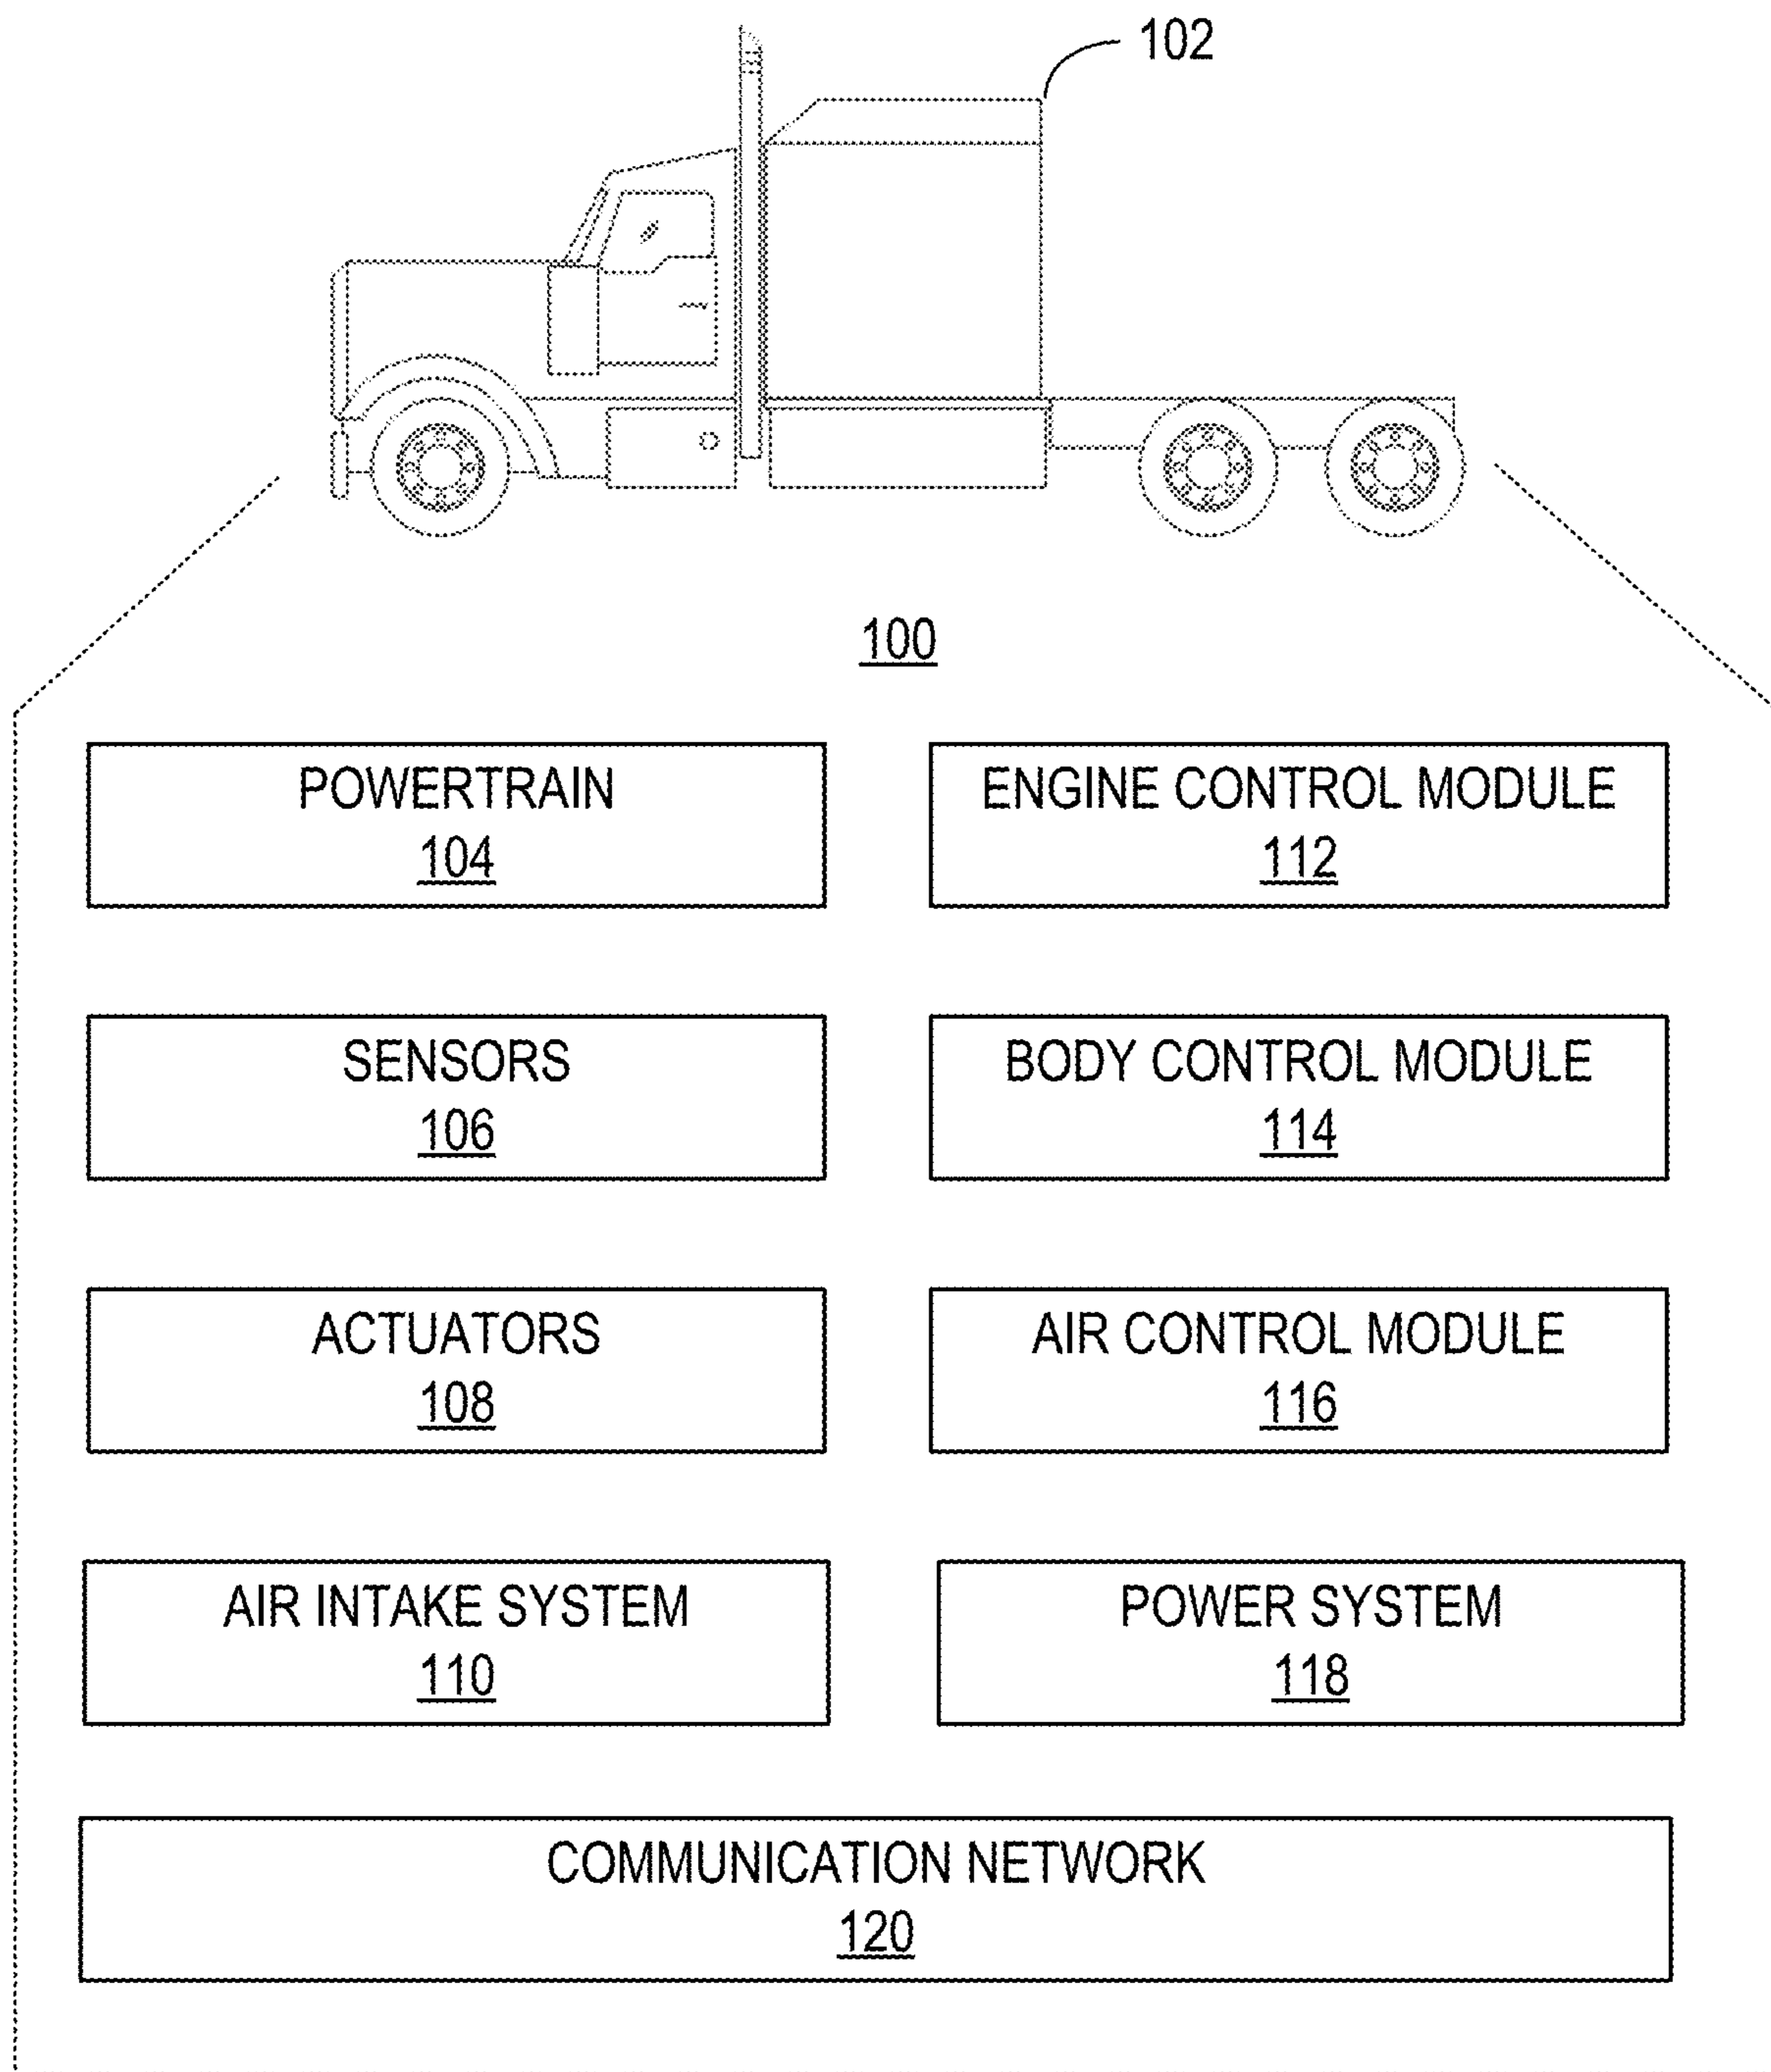 102
100
POWERTRAIN
104
ENGINE CONTROL MODULE
112
SENSORS
106
BODY CONTROL MODULE
114
ACTUATORS
108
AIR CONTROL MODULE
116
AIR INTAKE SYSTEM
110
POWER SYSTEM
118
COMMUNICATION NETWORK
120